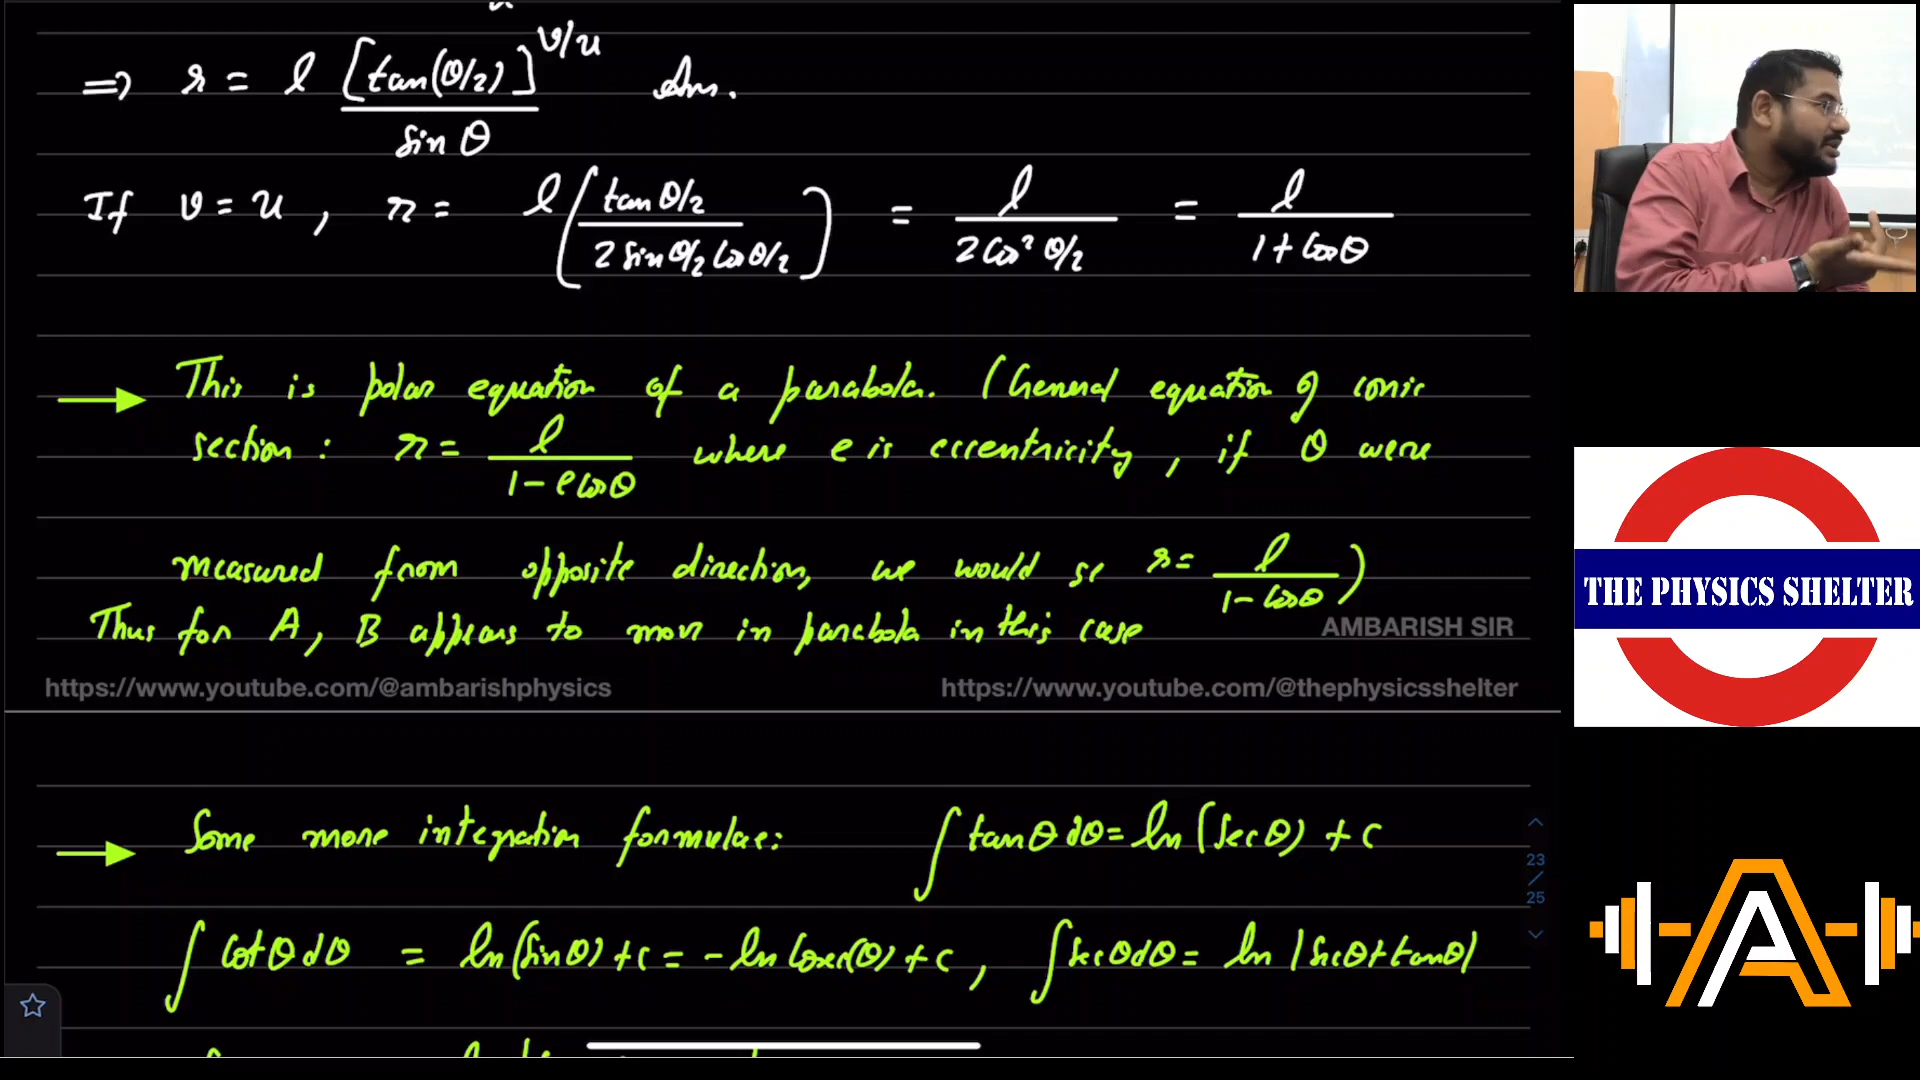 ⇒ r = l [tan(θ/2)]^(v/u) / sin θ Ans.
If v = u , r = l ( tan θ/2 / 2 sin θ/2 cos θ/2 ) = l / 2 cos² θ/2 = l / 1 + cos θ
→ This is polar equation of a parabola. (General equation of conic
section : r = l / 1 - e cos θ where e is eccentricity , if θ were
measured from opposite direction, we would se r = l / 1 - cos θ )
Thus for A, B appears to move in parabola in this case
AMBARISH SIR
https://www.youtube.com/@ambarishphysics https://www.youtube.com/@thephysicsshelter
→ Some more integration formulae: ∫ tan θ dθ = ln (sec θ) + c
∫ cot θ dθ = ln (sin θ) + c = - ln cosec(θ) + c , ∫ sec θ dθ = ln |sec θ + tan θ|
23
/
25
THE PHYSICS SHELTER